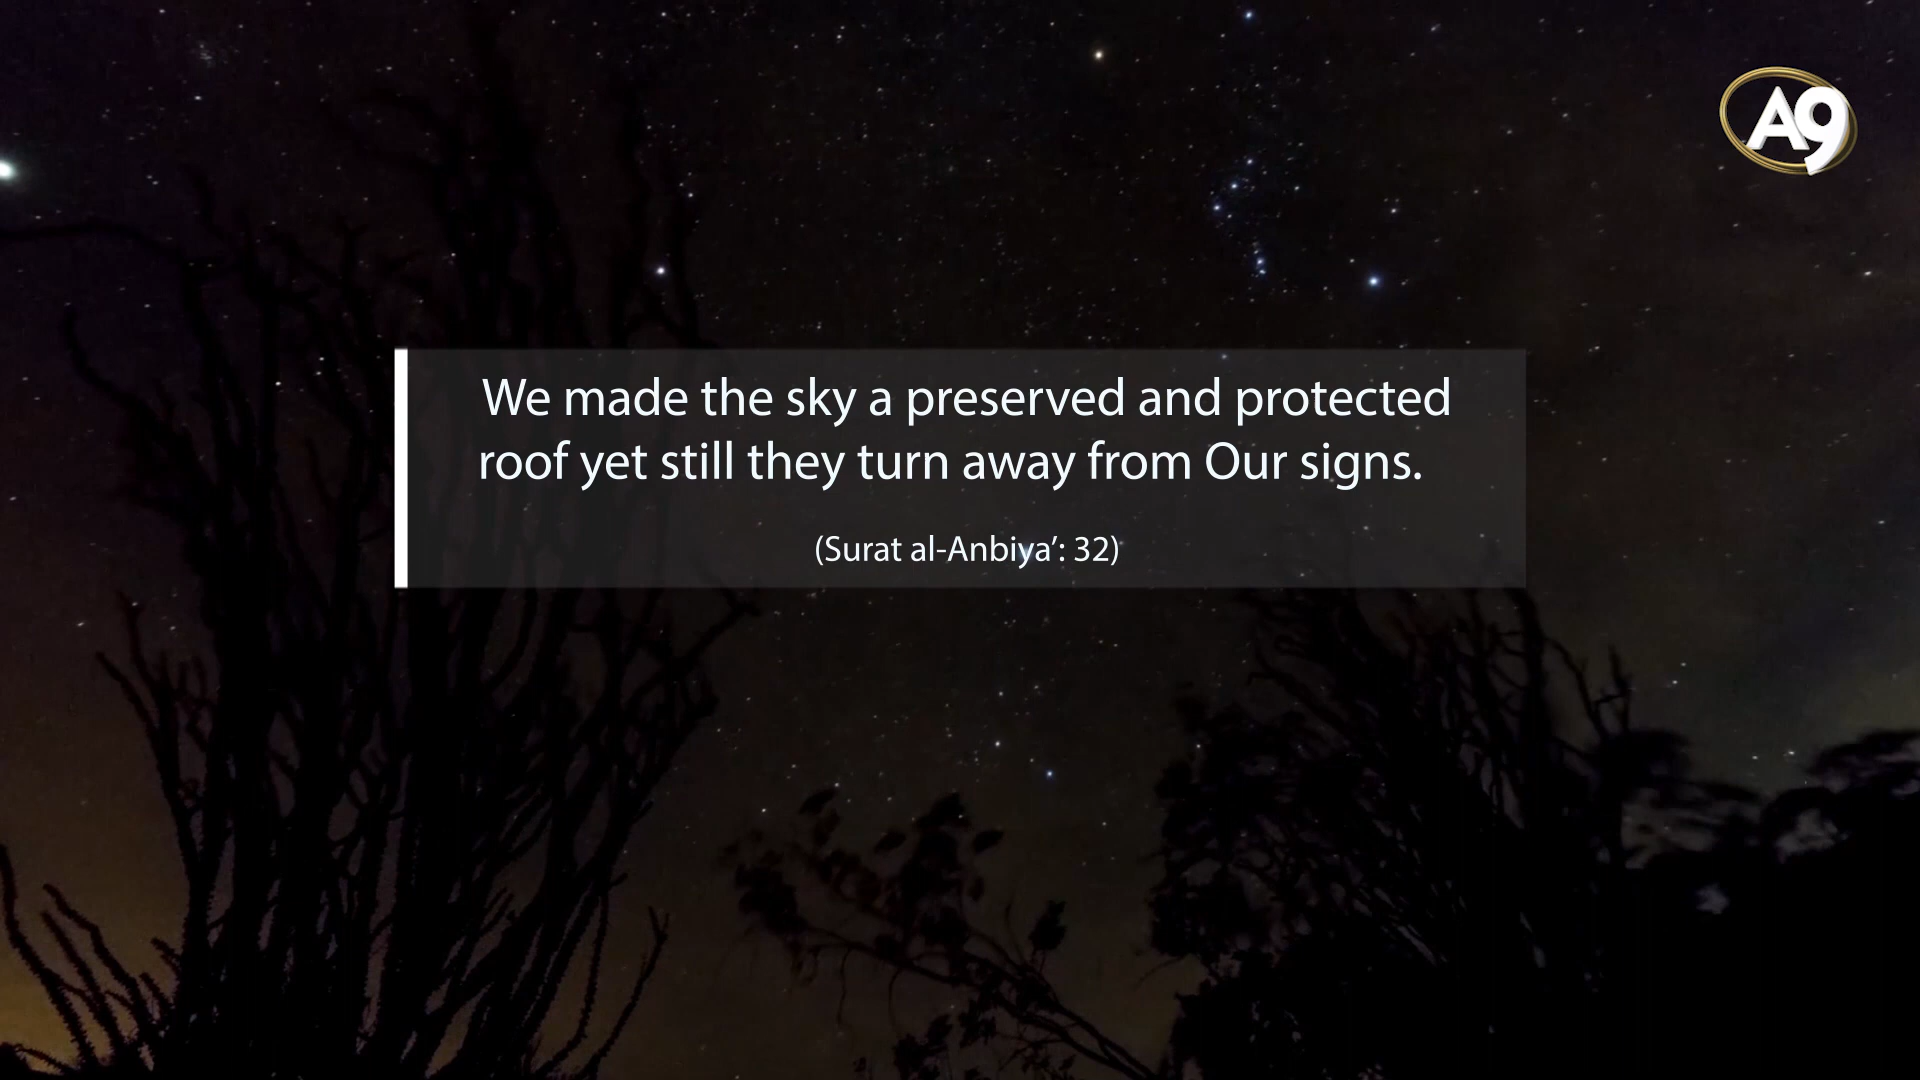 A9
We made the sky a preserved and protected
roof yet still they turn away from Our signs.
(Surat al-Anbiya’: 32)